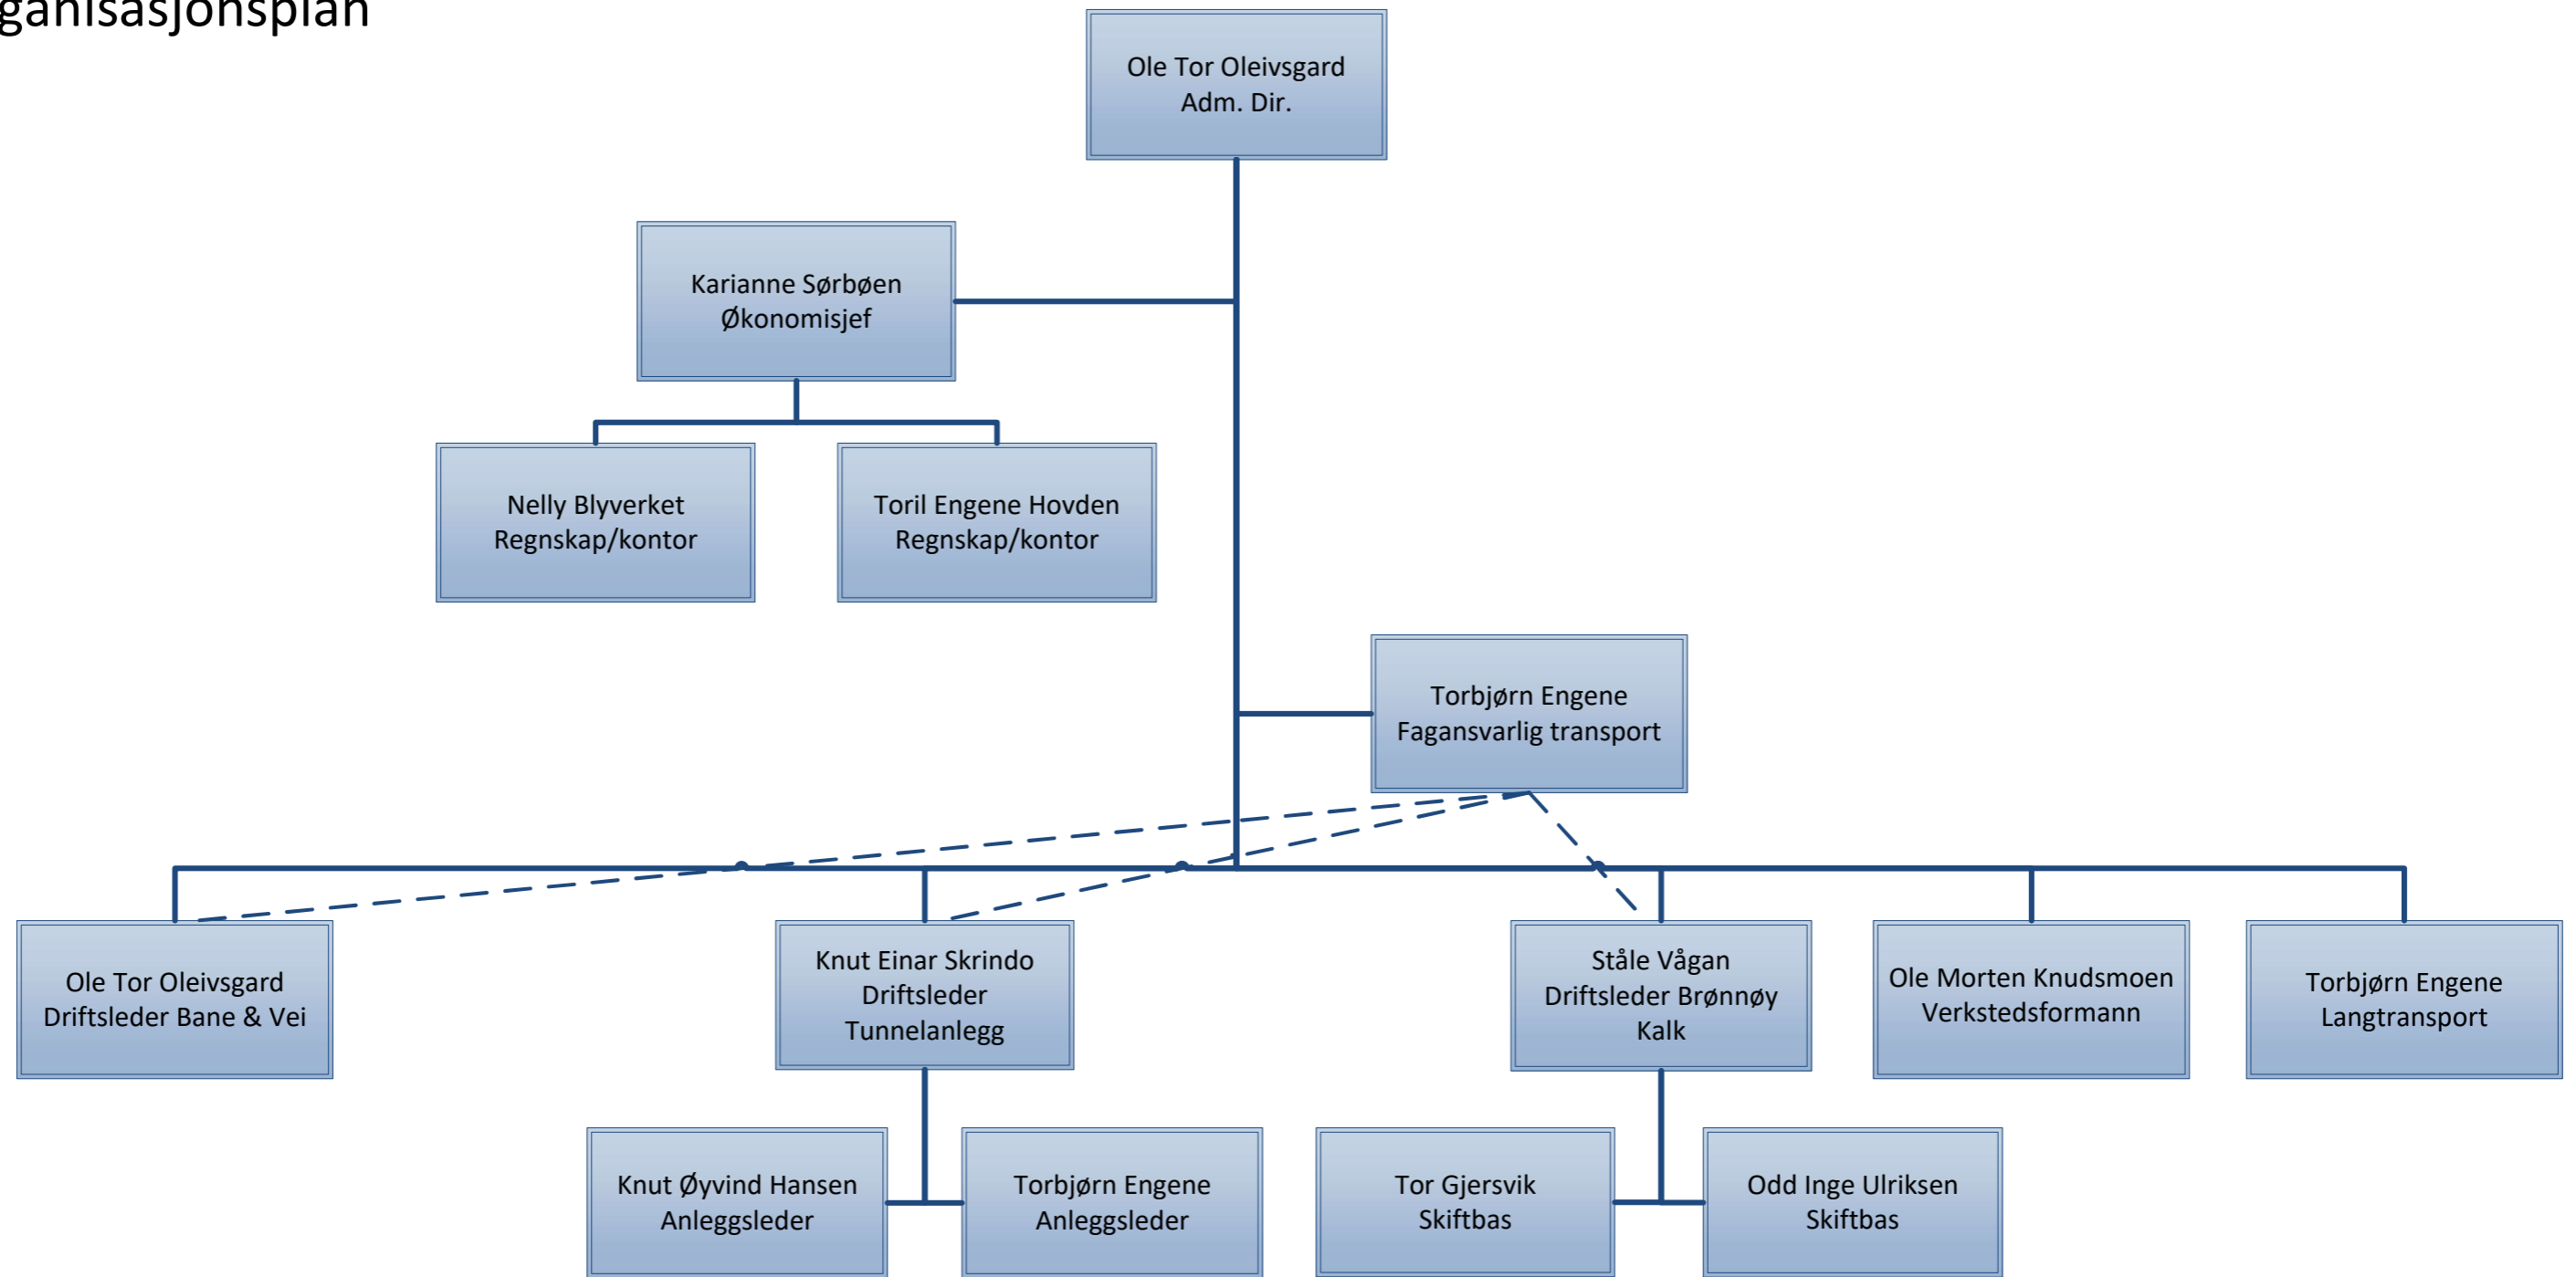 ganisasjonsplan
Ole Tor Oleivsgard
Adm. Dir.
Karianne Sørbøen
Økonomisjef
Nelly Blyverket
Regnskap/kontor
Toril Engene Hovden
Regnskap/kontor
Torbjørn Engene
Fagansvarlig transport
Ole Tor Oleivsgard
Driftsleder Bane & Vei
Knut Einar Skrindo
Driftsleder
Tunnelanlegg
Ståle Vågan
Driftsleder Brønnøy
Kalk
Ole Morten Knudsmoen
Verkstedsformann
Torbjørn Engene
Langtransport
Knut Øyvind Hansen
Anleggsleder
Torbjørn Engene
Anleggsleder
Tor Gjersvik
Skiftbas
Odd Inge Ulriksen
Skiftbas